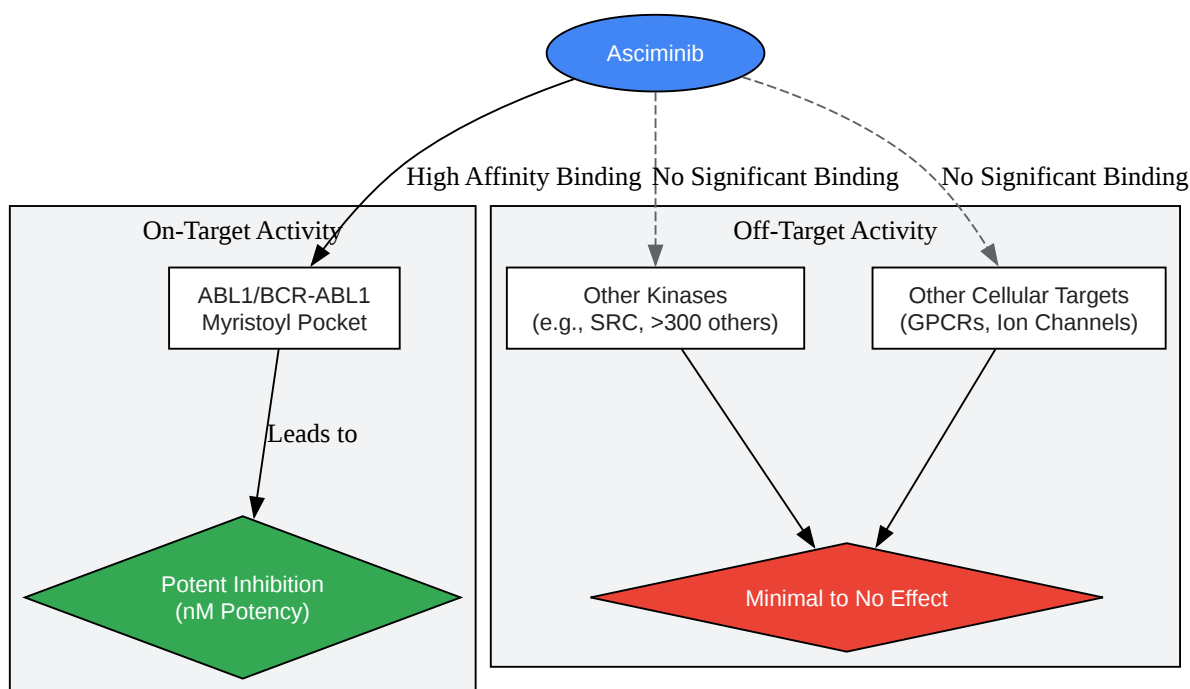 Asciminib
High Affinity Binding
No Significant Binding
No Significant Binding
On-Target Activity
Off-Target Activity
ABL1/BCR-ABL1
Myristoyl Pocket
Other Kinases
(e.g., SRC, >300 others)
Other Cellular Targets
(GPCRs, Ion Channels)
Leads to
Potent Inhibition
(nM Potency)
Minimal to No Effect